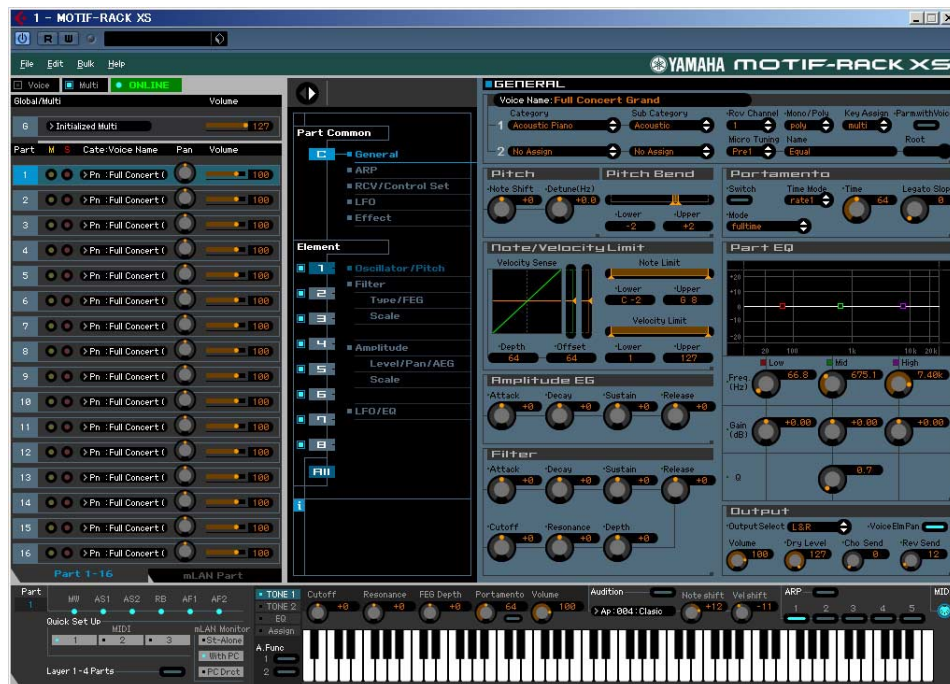 1 - MOTIF-RACK XS
R W
File Edit Bulk Help
YAMAHA MOTIF-RACK XS
Voice Multi ONLINE
Global/Multi Volume
G >Initialized Multi 127
Part M S Cate:Voice Name Pan Volume
1 >Pn :Full Concert ( 100
2 >Pn :Full Concert ( 100
3 >Pn :Full Concert ( 100
4 >Pn :Full Concert ( 100
5 >Pn :Full Concert ( 100
6 >Pn :Full Concert ( 100
7 >Pn :Full Concert ( 100
8 >Pn :Full Concert ( 100
9 >Pn :Full Concert ( 100
10 >Pn :Full Concert ( 100
11 >Pn :Full Concert ( 100
12 >Pn :Full Concert ( 100
13 >Pn :Full Concert ( 100
14 >Pn :Full Concert ( 100
15 >Pn :Full Concert ( 100
16 >Pn :Full Concert ( 100
Part 1-16 mLAN Part
Part Common
C General
ARP
RCV/Control Set
LFO
Effect
Element
1 Oscillator/Pitch
2 Filter
Type/FEG
3 Scale
4 Amplitude
5 Level/Pan/AEG
Scale
6
7 LFO/EQ
8
All
i
GENERAL
Voice Name:Full Concert Grand
Category Sub Category Rcv Channel Mono/Poly Key Assign ParmwithVoic
1 Acoustic Piano Acoustic 1 poly multi
Micro Tuning Name Root
2 No Assign No Assign Pre1 Equal
Pitch Pitch Bend
Note Shift Detune(Hz)
+0 +0.0
Lower Upper
-2 +2
Portamento
Switch Time Mode Time Legato Slop
rate1 64 0
Mode
fulltime
Note/Velocity Limit
Velocity Sense Note Limit
Lower Upper
C -2 G 8
Velocity Limit
Depth Offset Lower Upper
64 64 1 127
Part EQ
+20
+10
0
-10
-20
20 100 1k 10k 20k
Low Mid High
Freq (Hz) 66.8 675.1 7.40k
Gain (dB) +0.00 +0.00 +0.00
Q 0.7
Amplitude EG
Attack Decay Sustain Release
+0 +0 +0 +0
Filter
Attack Decay Sustain Release
+0 +0 +0 +0
Cutoff Resonance Depth
+0 +0 +0
Output
Output Select L&R Voice Elm Pan
Volume Dry Level Cho Send Rev Send
100 127 0 12
Part
1
MW AS1 AS2 RB AF1 AF2
Quick Set Up
MIDI mLAN Monitor
1 2 3 St-Alone
With PC
Layer 1-4 Parts PC Drct
TONE 1
TONE 2
EQ
Assign
A.Func
1
2
Cutoff Resonance FEG Depth Portamento Volume
+0 +0 +0 64 100
Audition Note shift Vel shift
>Ap:004:Clasic +12 -11
ARP
1 2 3 4 5
MID